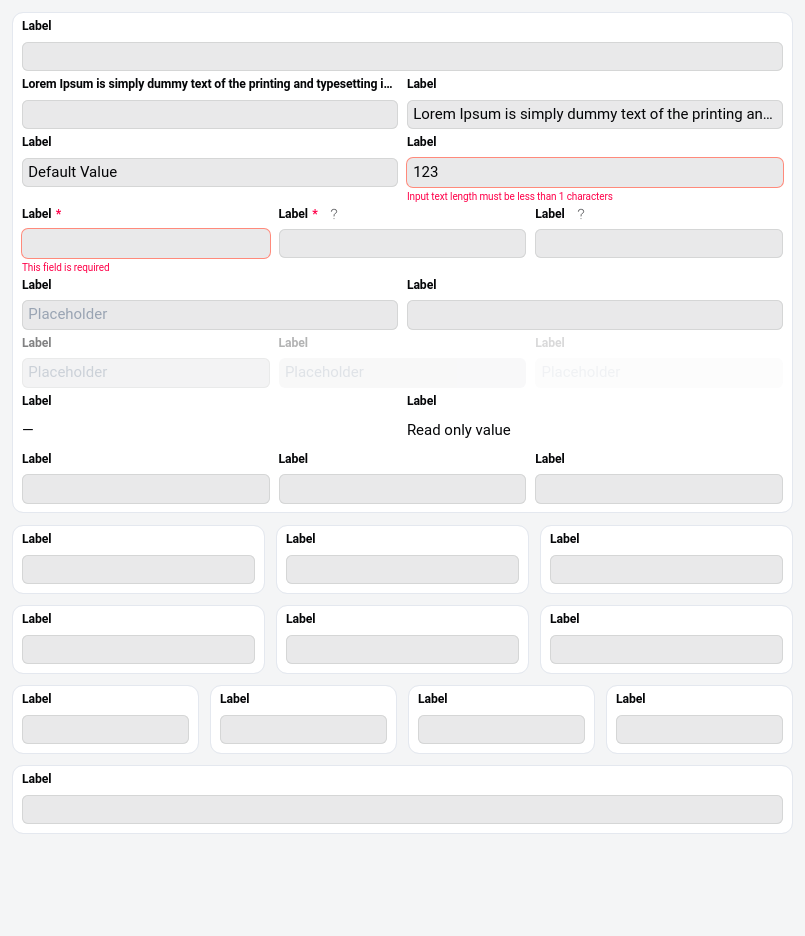 Label
Lorem Ipsum is simply dummy text of the printing and typesetting i... Label
Lorem Ipsum is simply dummy text of the printing an...
Label Label
Default Value 123
Input text length must be less than 1 characters
Label * Label * ? Label ?
This field is required
Label Label
Placeholder
Label Label Label
Placeholder Placeholder Placeholder
Label Label
— Read only value
Label Label Label
Label Label Label
Label Label Label
Label Label Label Label
Label